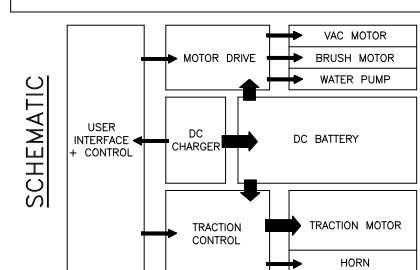 SCHEMATIC
USER
INTERFACE
+ CONTROL
MOTOR DRIVE
VAC MOTOR
BRUSH MOTOR
WATER PUMP
DC
CHARGER
DC BATTERY
TRACTION
CONTROL
TRACTION MOTOR
HORN